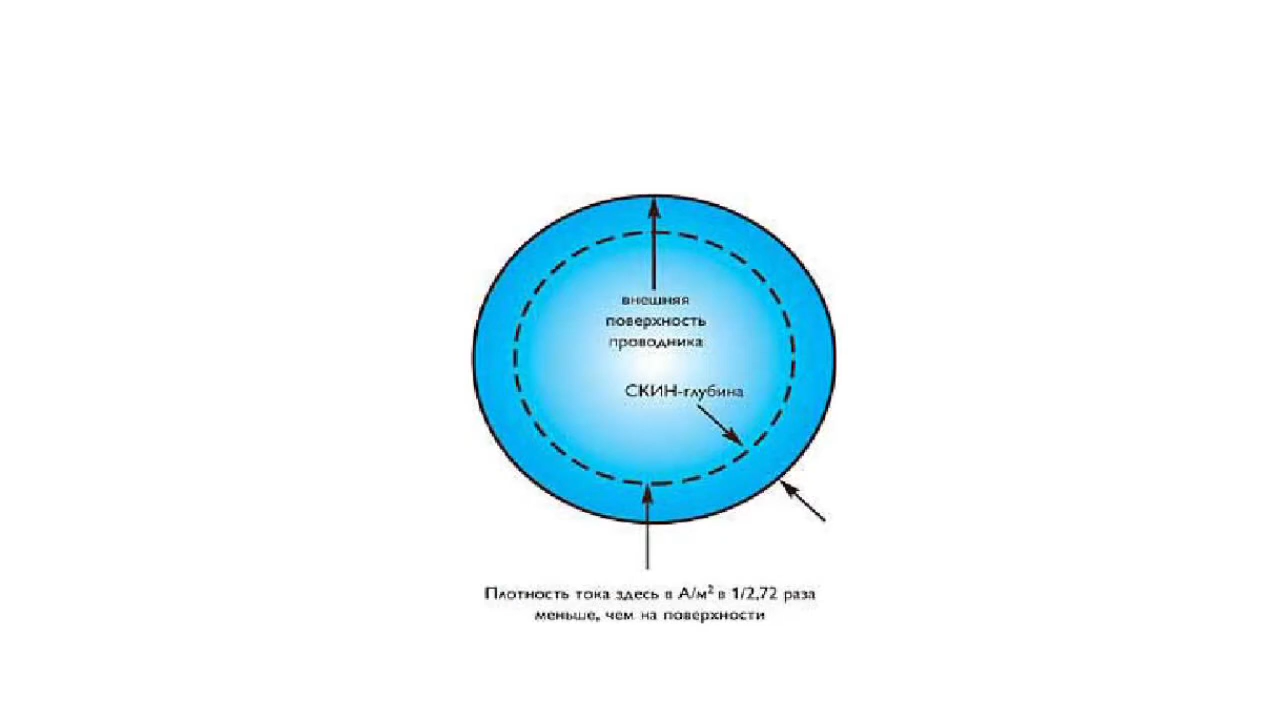 внешняя
поверхность
проводника
СКИН-глубина
Плотность тока здесь в А/м² в 1/2,72 раза
меньше, чем на поверхности